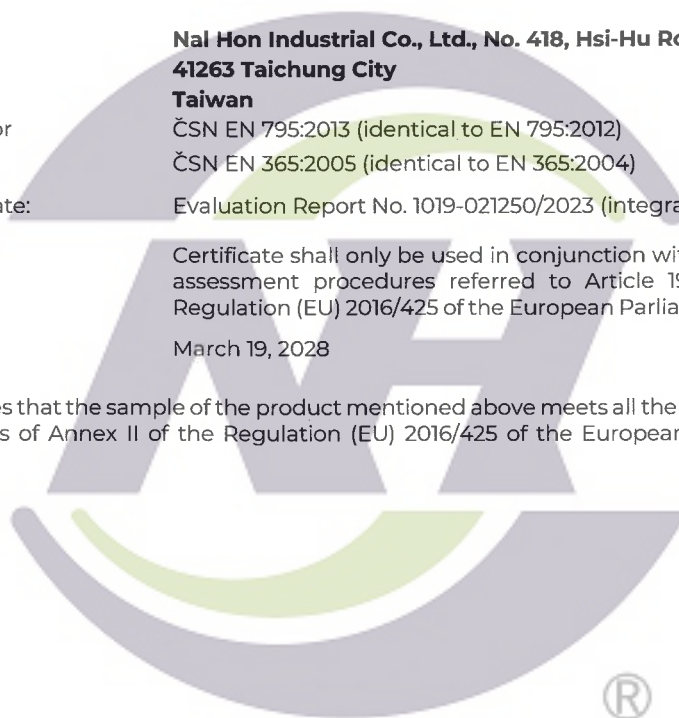 Nal Hon Industrial Co., Ltd., No. 418, Hsi-Hu Ro
41263 Taichung City
Taiwan
or ČSN EN 795:2013 (identical to EN 795:2012)
ČSN EN 365:2005 (identical to EN 365:2004)
ate: Evaluation Report No. 1019-021250/2023 (integra
Certificate shall only be used in conjunction wit
assessment procedures referred to Article 19
Regulation (EU) 2016/425 of the European Parlia
March 19, 2028
es that the sample of the product mentioned above meets all the
s of Annex II of the Regulation (EU) 2016/425 of the European
NH
®